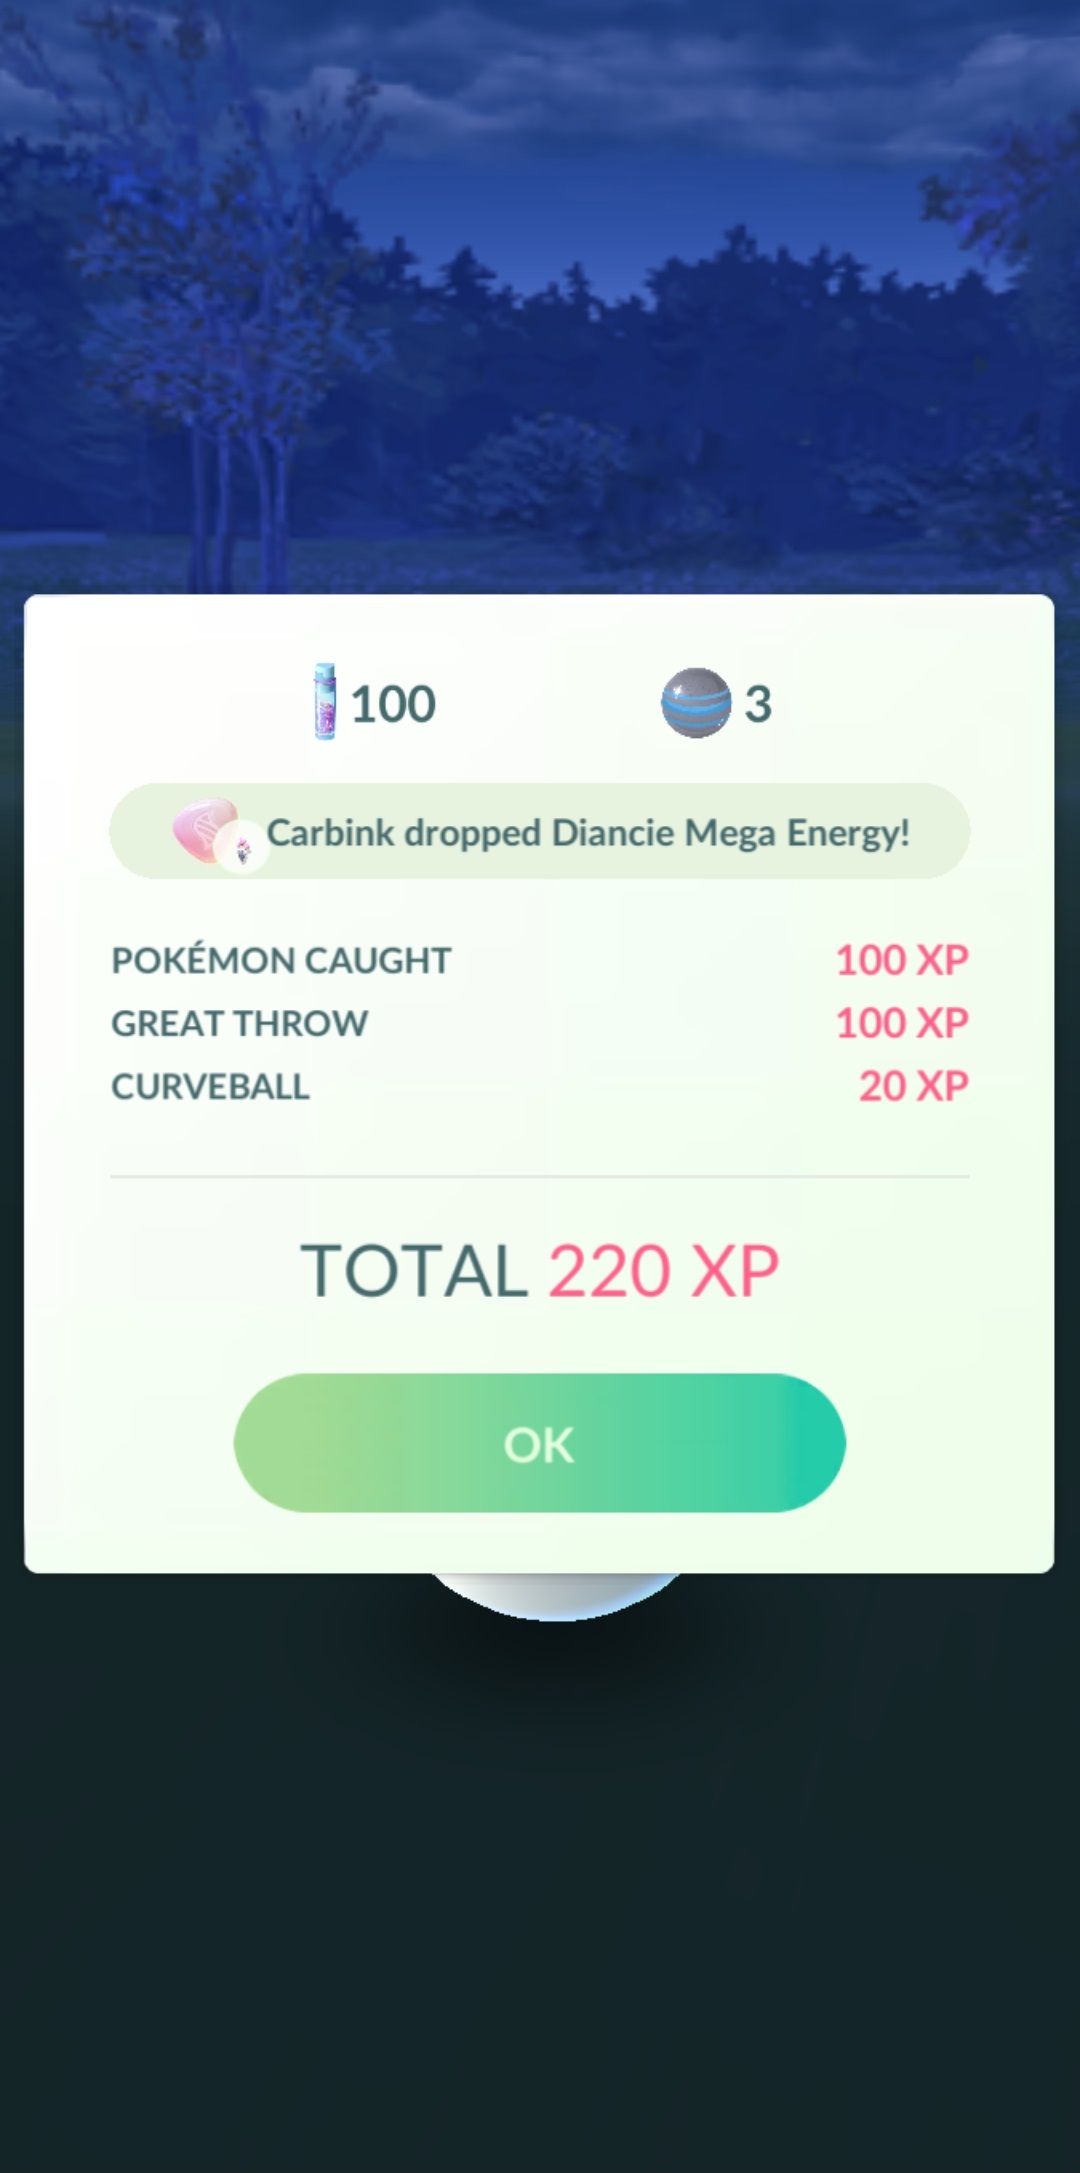 100 3
Carbink dropped Diancie Mega Energy!
POKÉMON CAUGHT 100 XP
GREAT THROW 100 XP
CURVEBALL 20 XP
TOTAL 220 XP
OK